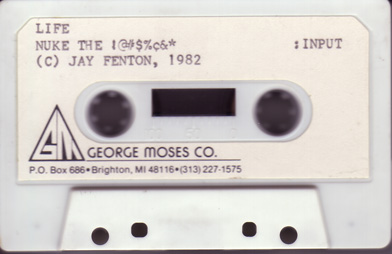 LIFE
NUKE THE !@#$%¢&* :INPUT
(C) JAY FENTON, 1982
GM GEORGE MOSES CO.
P.O. Box 686•Brighton, MI 48116•(313) 227-1575